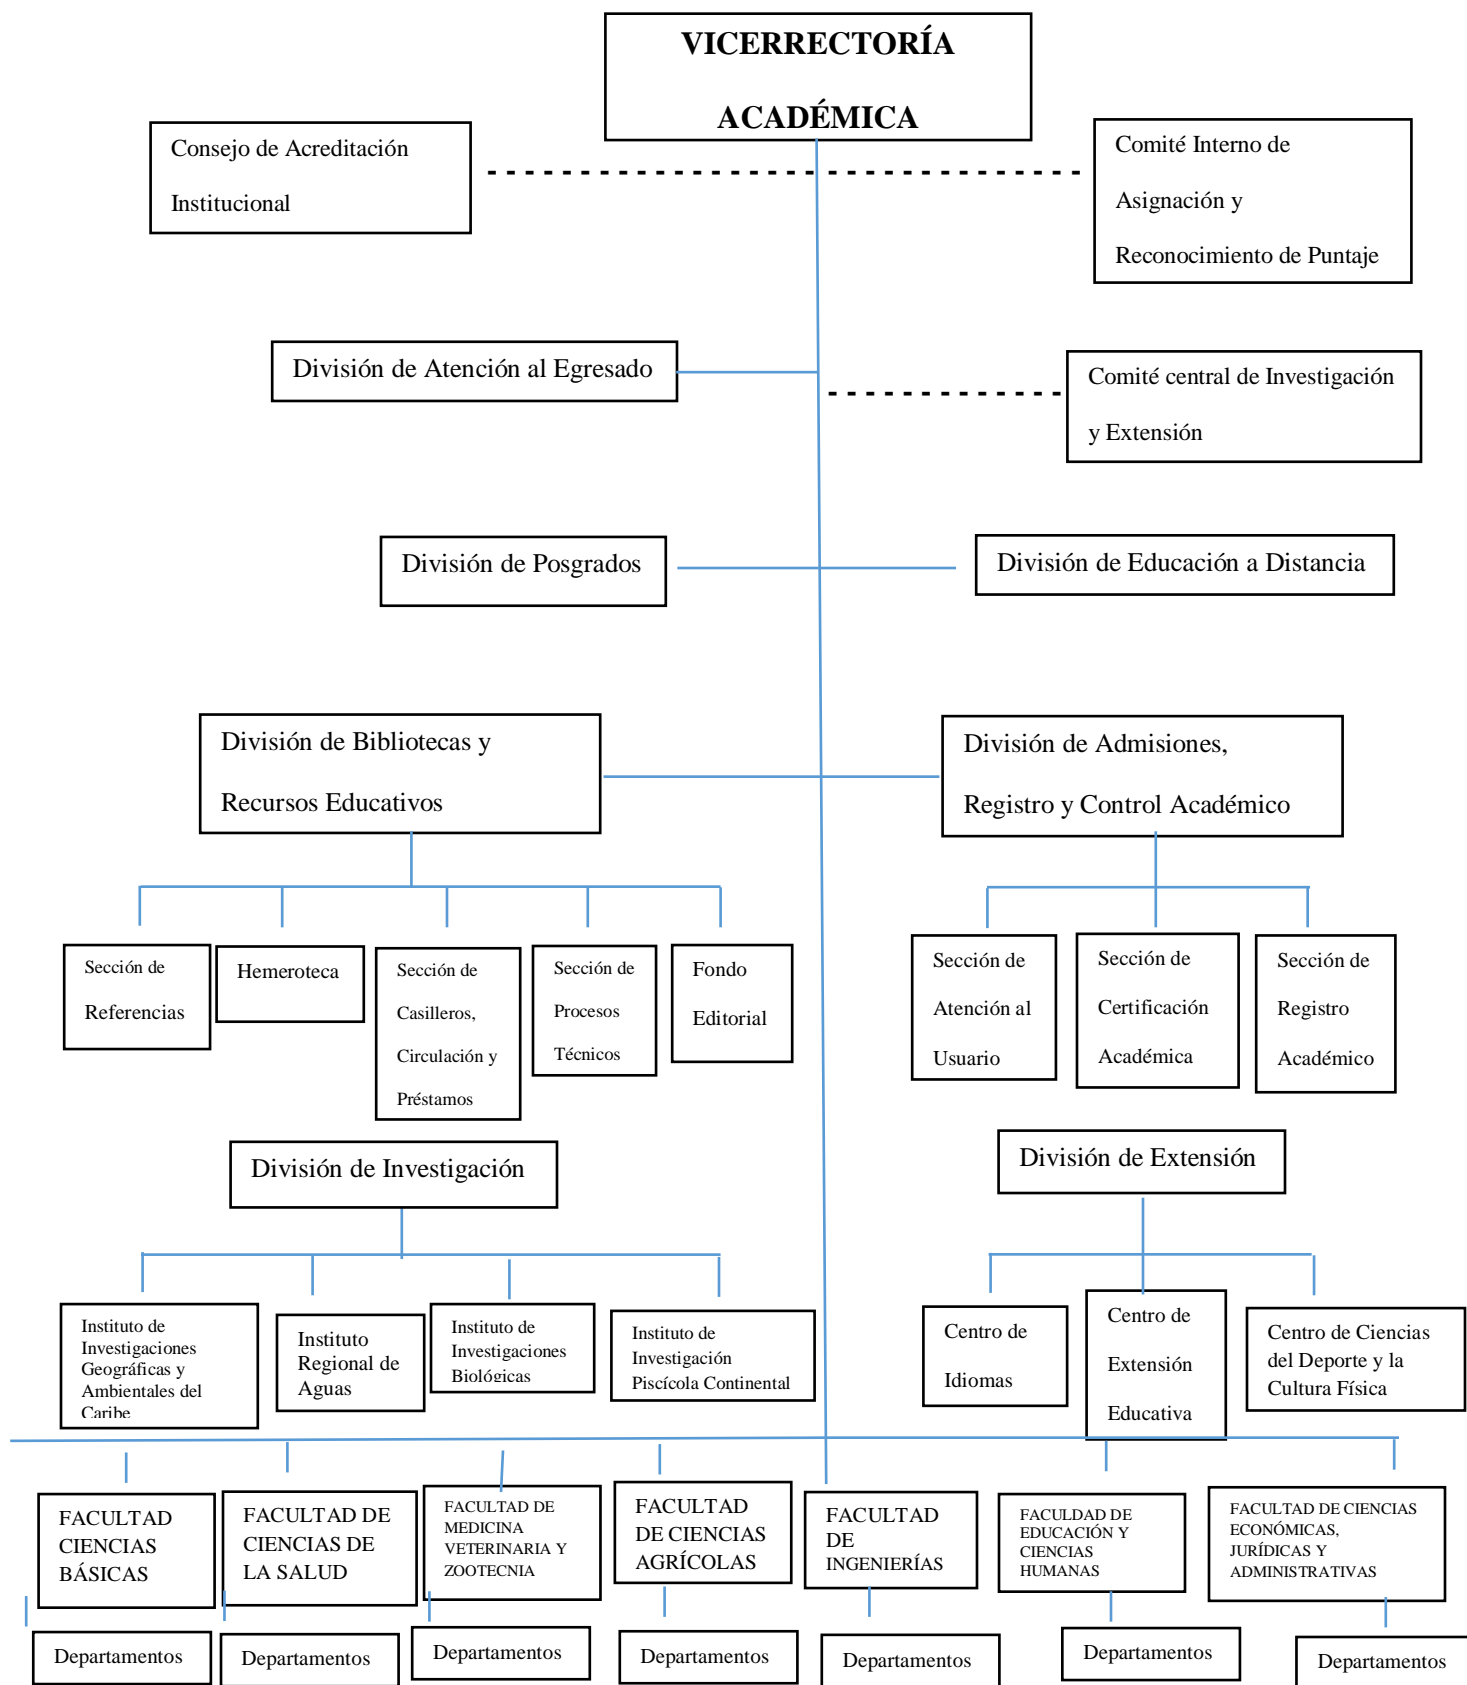 VICERRECTORÍA
ACADÉMICA
Consejo de Acreditación
Institucional
Comité Interno de
Asignación y
Reconocimiento de Puntaje
División de Atención al Egresado
Comité central de Investigación
y Extensión
División de Posgrados
División de Educación a Distancia
División de Bibliotecas y
Recursos Educativos
División de Admisiones,
Registro y Control Académico
Sección de
Referencias
Hemeroteca
Sección de
Casilleros,
Circulación y
Préstamos
Sección de
Procesos
Técnicos
Fondo
Editorial
Sección de
Atención al
Usuario
Sección de
Certificación
Académica
Sección de
Registro
Académico
División de Investigación
División de Extensión
Instituto de
Investigaciones
Geográficas y
Ambientales del
Caribe
Instituto
Regional de
Aguas
Instituto de
Investigaciones
Biológicas
Instituto de
Investigación
Piscícola Continental
Centro de
Idiomas
Centro de
Extensión
Educativa
Centro de Ciencias
del Deporte y la
Cultura Física
FACULTAD
CIENCIAS
BÁSICAS
FACULTAD DE
CIENCIAS DE
LA SALUD
FACULTAD DE
MEDICINA
VETERINARIA Y
ZOOTECNIA
FACULTAD
DE CIENCIAS
AGRÍCOLAS
FACULTAD
DE
INGENIERÍAS
FACULDAD DE
EDUCACIÓN Y
CIENCIAS
HUMANAS
FACULTAD DE CIENCIAS
ECONÓMICAS,
JURÍDICAS Y
ADMINISTRATIVAS
Departamentos
Departamentos
Departamentos
Departamentos
Departamentos
Departamentos
Departamentos